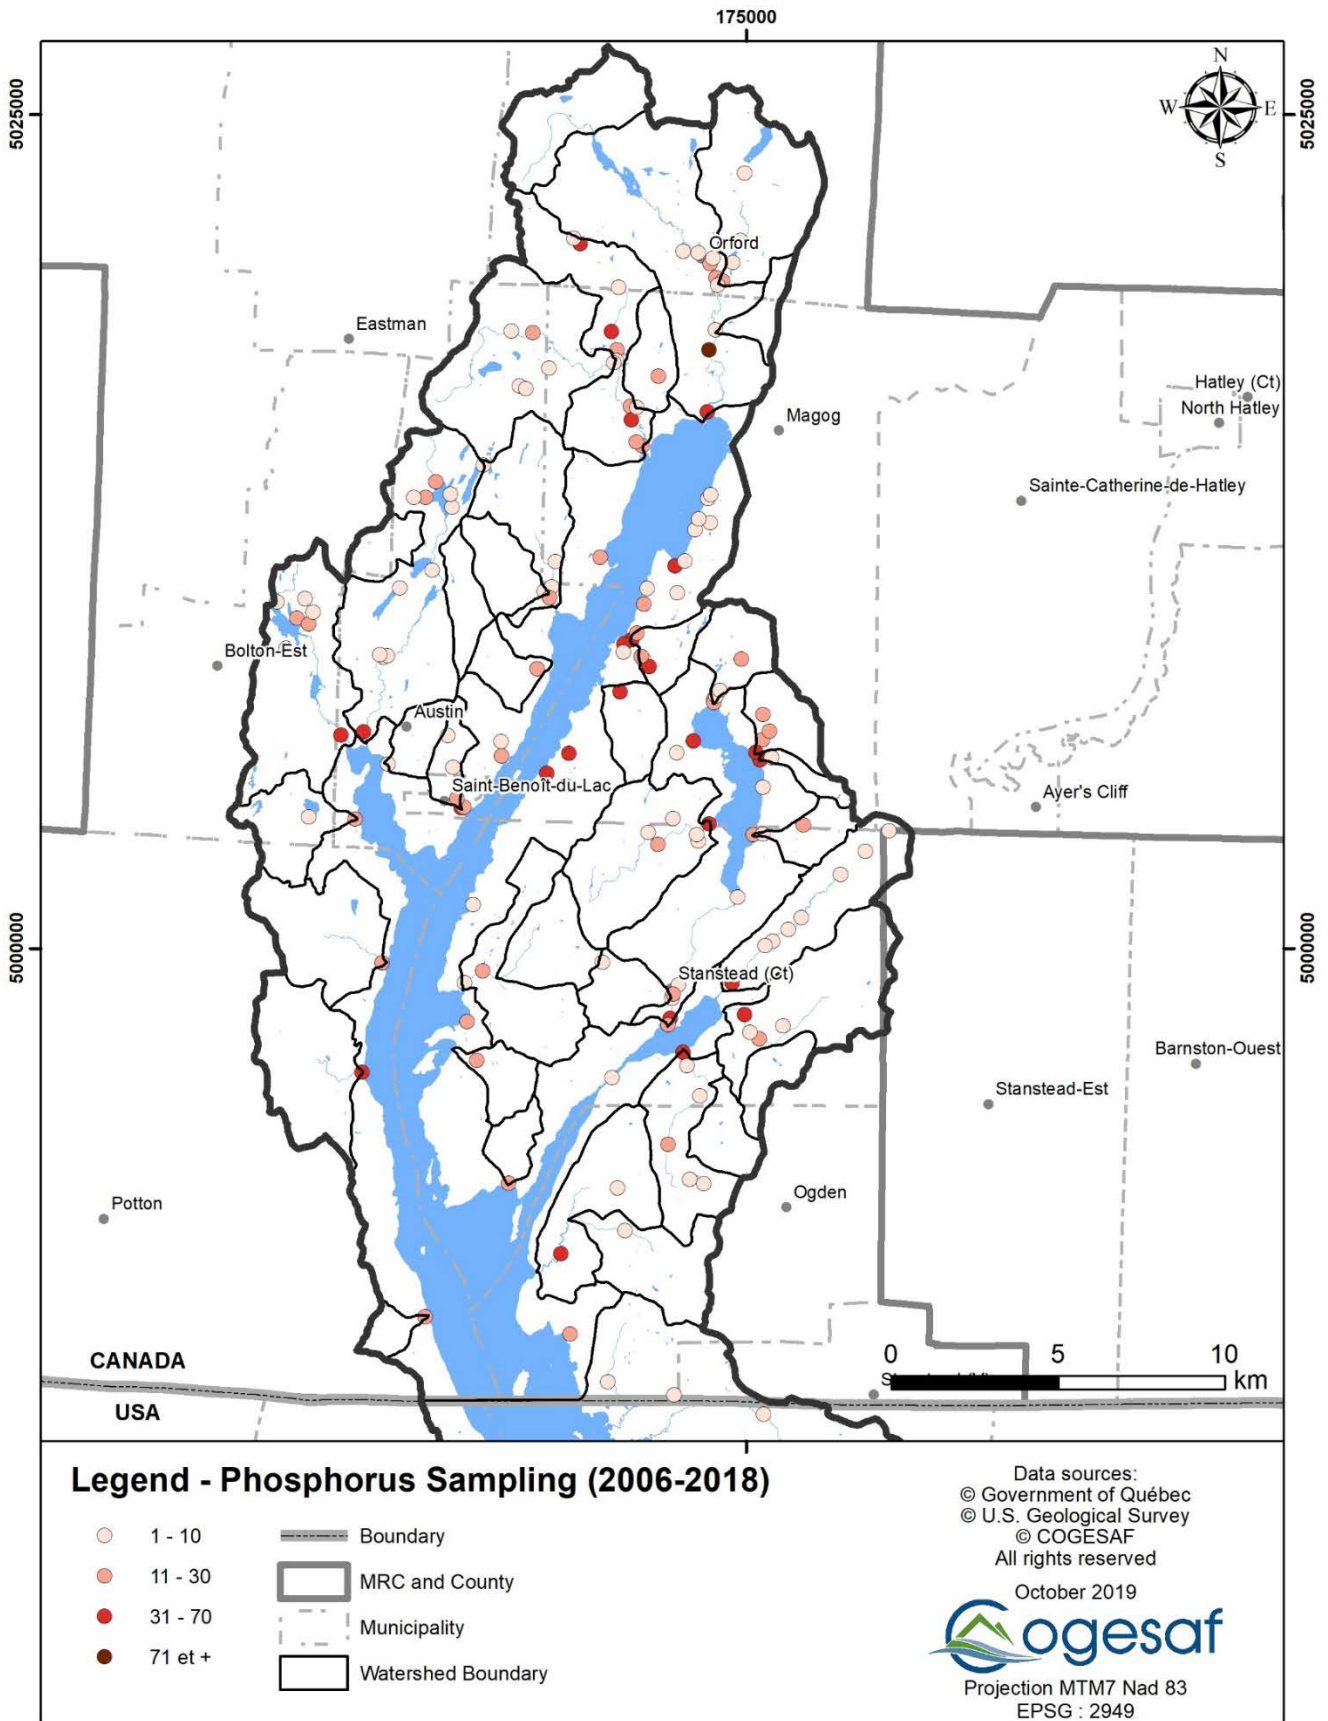 175000
5025000
5025000
N
W
E
S
Orford
Eastman
Hatley (Ct)
North Hatley
Magog
Sainte-Catherine-de-Hatley
Bolton-Est
Austin
Saint-Benoît-du-Lac
Ayer's Cliff
5000000
5000000
Stanstead (Ct)
Barnston-Ouest
Stanstead-Est
Potton
Ogden
0 5 10
km
CANADA
USA
Legend - Phosphorus Sampling (2006-2018)
1 - 10
11 - 30
31 - 70
71 et +
Boundary
MRC and County
Municipality
Watershed Boundary
Data sources:
© Government of Québec
© U.S. Geological Survey
© COGESAF
All rights reserved
October 2019
Cogesaf
Projection MTM7 Nad 83
EPSG : 2949